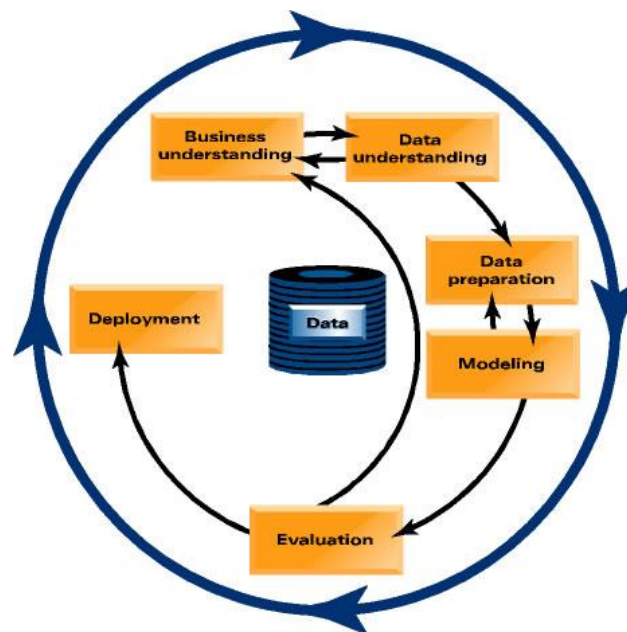 Business
understanding
Data
understanding
Data
preparation
Data
Deployment
Modeling
Evaluation